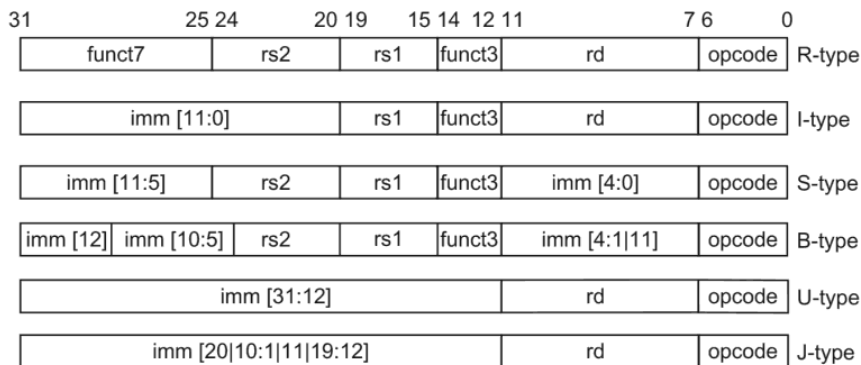 31 25 24 20 19 15 14 12 11 7 6 0
funct7 rs2 rs1 funct3 rd opcode R-type
imm [11:0] rs1 funct3 rd opcode I-type
imm [11:5] rs2 rs1 funct3 imm [4:0] opcode S-type
imm [12] imm [10:5] rs2 rs1 funct3 imm [4:1|11] opcode B-type
imm [31:12] rd opcode U-type
imm [20|10:1|11|19:12] rd opcode J-type